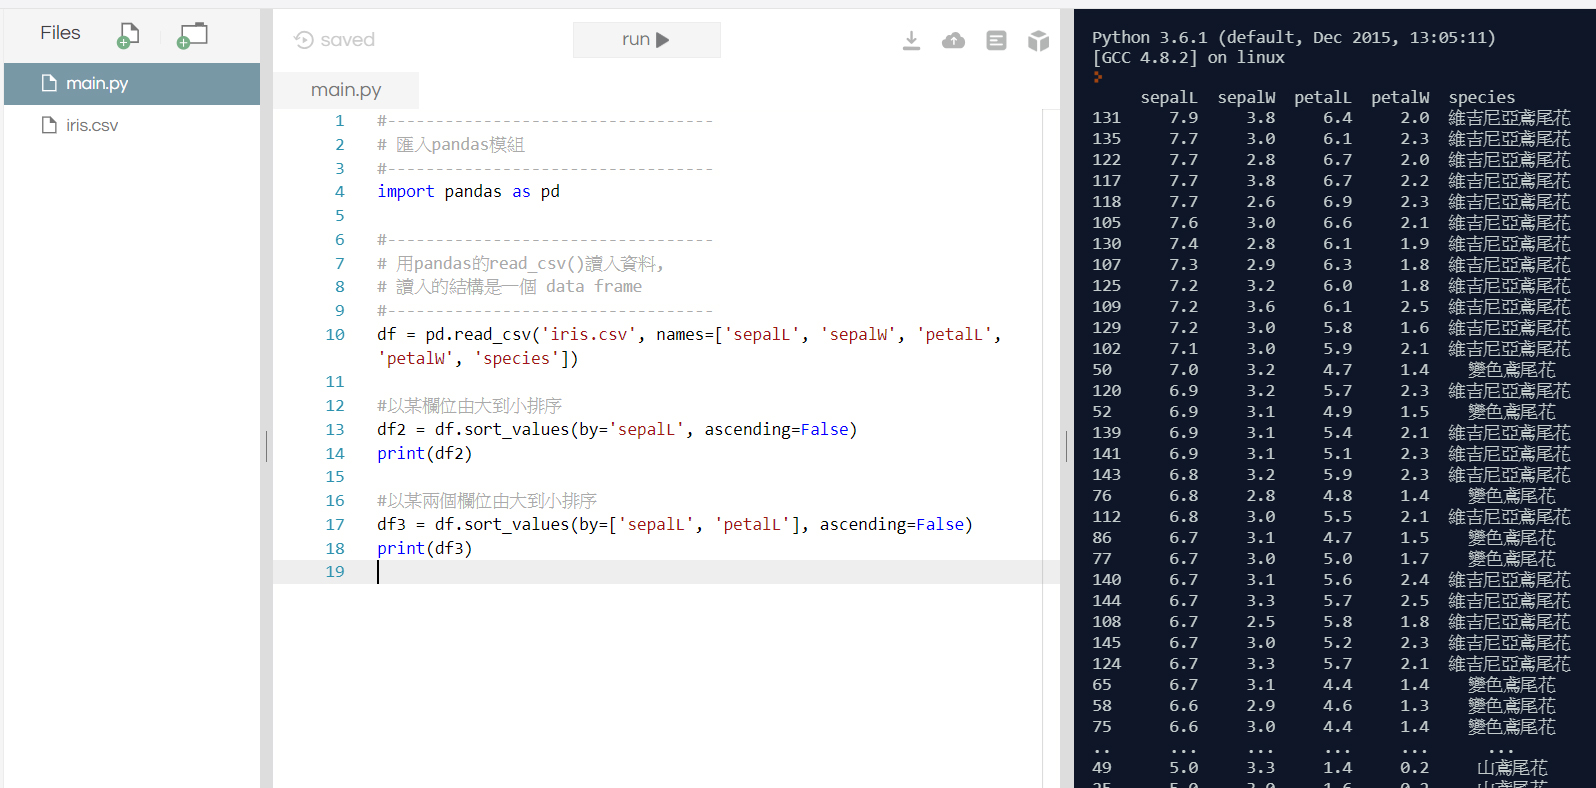 Files
main.py
iris.csv
saved
run
main.py
1 #----------------------------------
2 # 匯入pandas模組
3 #----------------------------------
4 import pandas as pd
5
6 #----------------------------------
7 # 用pandas的read_csv()讀入資料,
8 # 讀入的結構是一個 data frame
9 #----------------------------------
10 df = pd.read_csv('iris.csv', names=['sepalL', 'sepalW', 'petalL',
'petalW', 'species'])
11
12 #以某欄位由大到小排序
13 df2 = df.sort_values(by='sepalL', ascending=False)
14 print(df2)
15
16 #以某兩個欄位由大到小排序
17 df3 = df.sort_values(by=['sepalL', 'petalL'], ascending=False)
18 print(df3)
19
Python 3.6.1 (default, Dec 2015, 13:05:11)
[GCC 4.8.2] on linux
sepalL sepalW petalL petalW species
131 7.9 3.8 6.4 2.0 維吉尼亞鳶尾花
135 7.7 3.0 6.1 2.3 維吉尼亞鳶尾花
122 7.7 2.8 6.7 2.0 維吉尼亞鳶尾花
117 7.7 3.8 6.7 2.2 維吉尼亞鳶尾花
118 7.7 2.6 6.9 2.3 維吉尼亞鳶尾花
105 7.6 3.0 6.6 2.1 維吉尼亞鳶尾花
130 7.4 2.8 6.1 1.9 維吉尼亞鳶尾花
107 7.3 2.9 6.3 1.8 維吉尼亞鳶尾花
125 7.2 3.2 6.0 1.8 維吉尼亞鳶尾花
109 7.2 3.6 6.1 2.5 維吉尼亞鳶尾花
129 7.2 3.0 5.8 1.6 維吉尼亞鳶尾花
102 7.1 3.0 5.9 2.1 維吉尼亞鳶尾花
50 7.0 3.2 4.7 1.4 變色鳶尾花
120 6.9 3.2 5.7 2.3 維吉尼亞鳶尾花
52 6.9 3.1 4.9 1.5 變色鳶尾花
139 6.9 3.1 5.4 2.1 維吉尼亞鳶尾花
141 6.9 3.1 5.1 2.3 維吉尼亞鳶尾花
143 6.8 3.2 5.9 2.3 維吉尼亞鳶尾花
76 6.8 2.8 4.8 1.4 變色鳶尾花
112 6.8 3.0 5.5 2.1 維吉尼亞鳶尾花
86 6.7 3.1 4.7 1.5 變色鳶尾花
77 6.7 3.0 5.0 1.7 變色鳶尾花
140 6.7 3.1 5.6 2.4 維吉尼亞鳶尾花
144 6.7 3.3 5.7 2.5 維吉尼亞鳶尾花
108 6.7 2.5 5.8 1.8 維吉尼亞鳶尾花
145 6.7 3.0 5.2 2.3 維吉尼亞鳶尾花
124 6.7 3.3 5.7 2.1 維吉尼亞鳶尾花
65 6.7 3.1 4.4 1.4 變色鳶尾花
58 6.6 2.9 4.6 1.3 變色鳶尾花
75 6.6 3.0 4.4 1.4 變色鳶尾花
.. ... ... ... ... ...
49 5.0 3.3 1.4 0.2 山鳶尾花